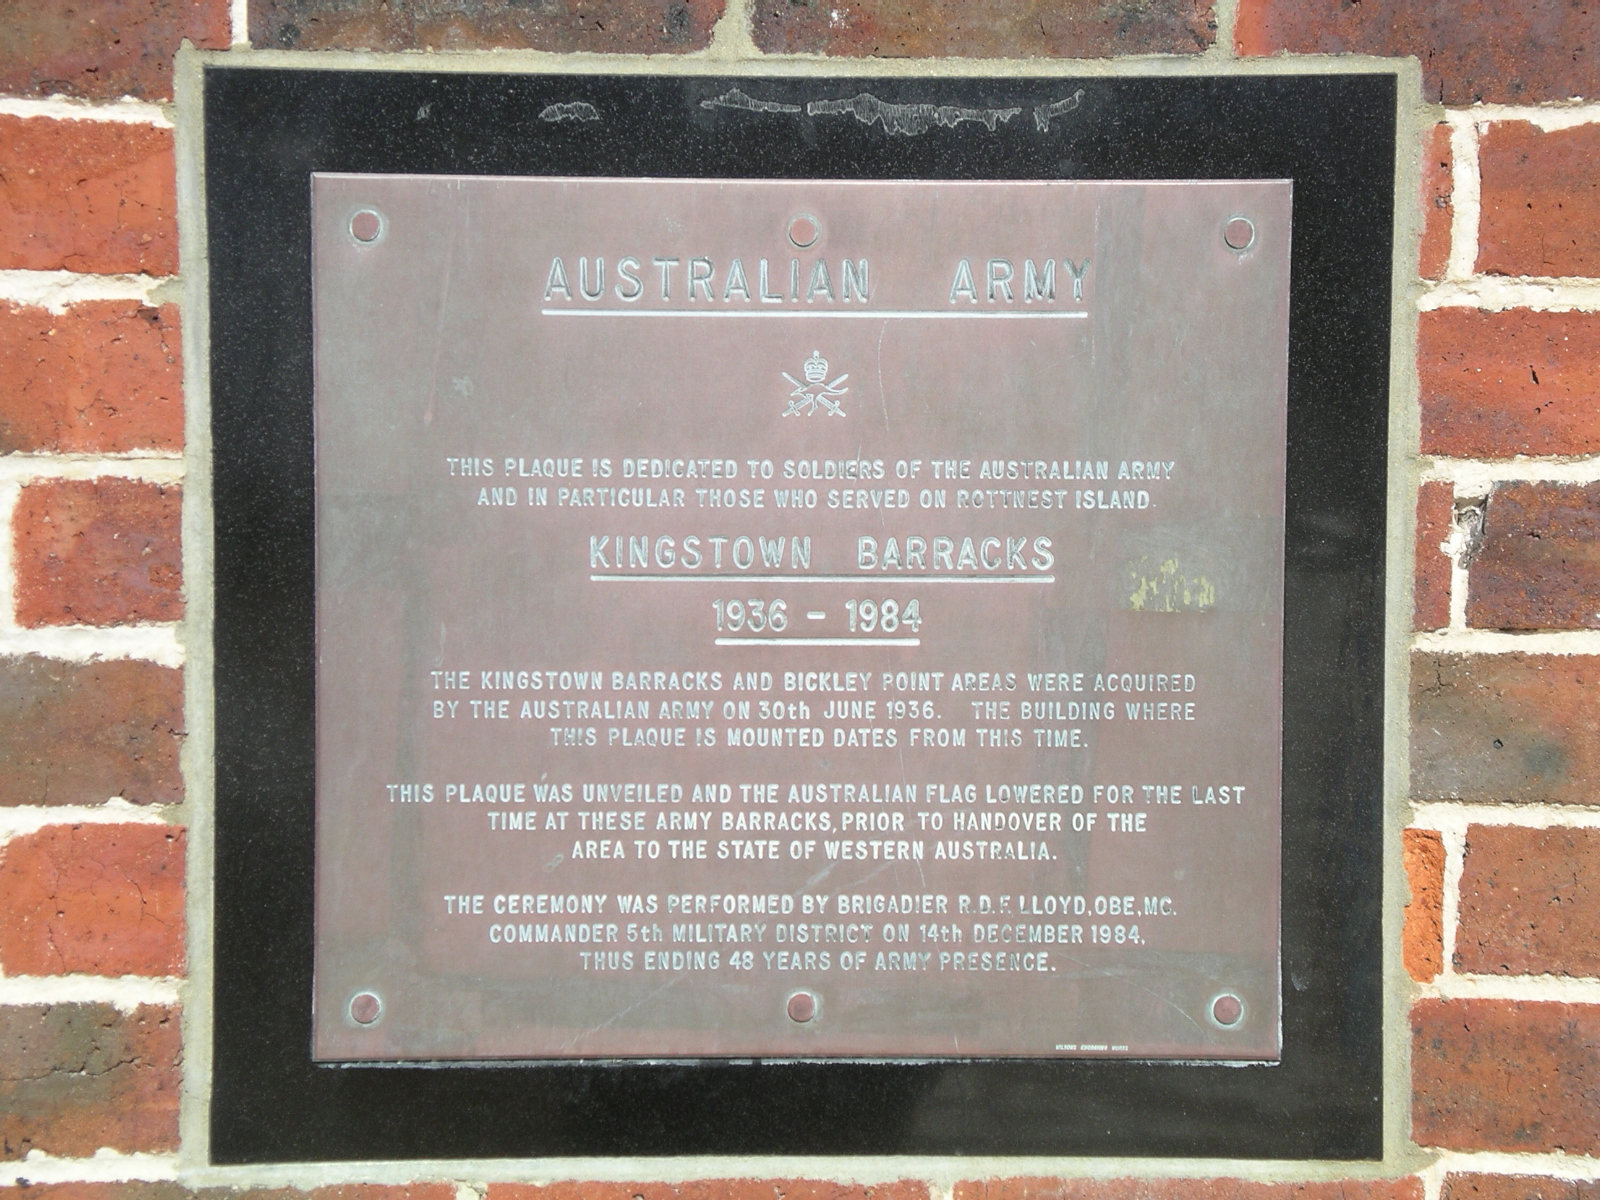 AUSTRALIAN ARMY
THIS PLAQUE IS DEDICATED TO SOLDIERS OF THE AUSTRALIAN ARMY
AND IN PARTICULAR THOSE WHO SERVED ON ROTTNEST ISLAND.
KINGSTOWN BARRACKS
1936 - 1984
THE KINGSTOWN BARRACKS AND BICKLEY POINT AREAS WERE ACQUIRED
BY THE AUSTRALIAN ARMY ON 30th JUNE 1936. THE BUILDING WHERE
THIS PLAQUE IS MOUNTED DATES FROM THIS TIME.
THIS PLAQUE WAS UNVEILED AND THE AUSTRALIAN FLAG LOWERED FOR THE LAST
TIME AT THESE ARMY BARRACKS, PRIOR TO HANDOVER OF THE
AREA TO THE STATE OF WESTERN AUSTRALIA.
THE CEREMONY WAS PERFORMED BY BRIGADIER R.D.F. LLOYD, OBE, MC.
COMMANDER 5th MILITARY DISTRICT ON 14th DECEMBER 1984,
THUS ENDING 48 YEARS OF ARMY PRESENCE.